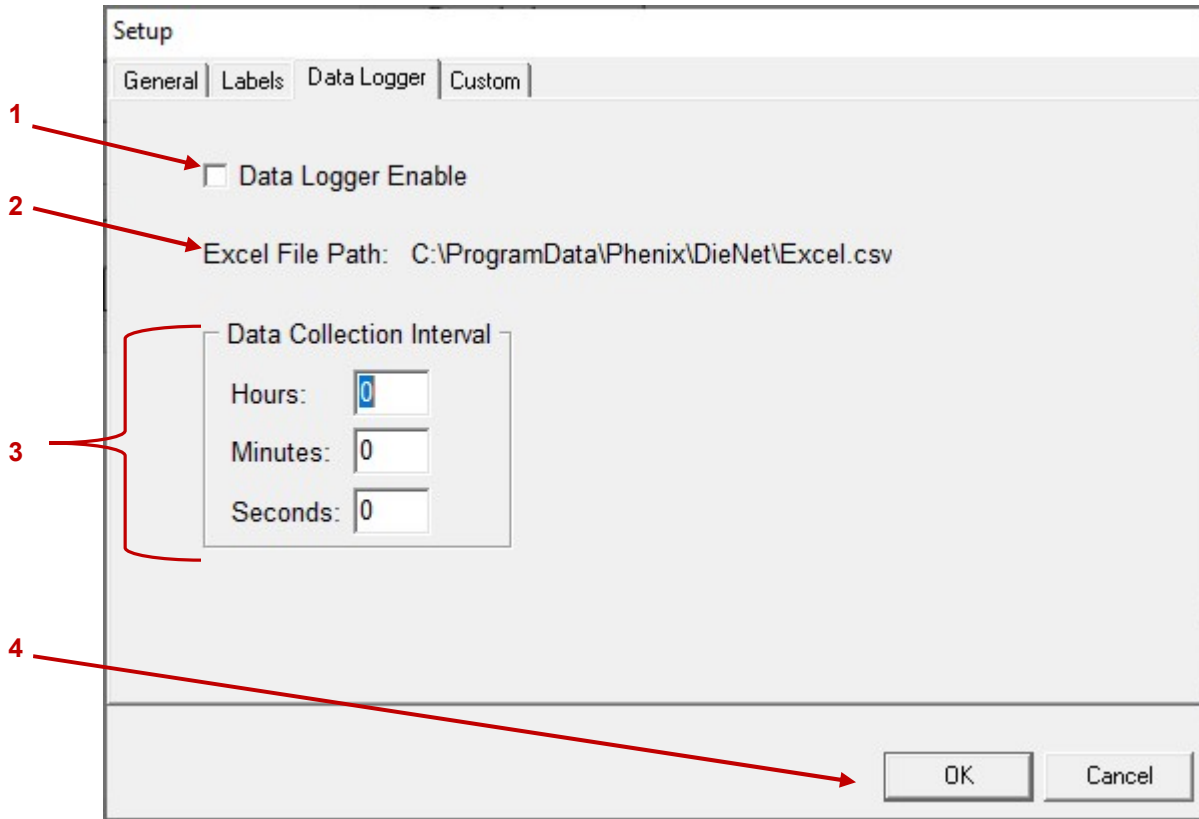 Setup
General Labels Data Logger Custom
1
Data Logger Enable
2
Excel File Path: C:\ProgramData\Phenix\DieNet\Excel.csv
Data Collection Interval
Hours: 0
3
Minutes: 0
Seconds: 0
4
OK Cancel